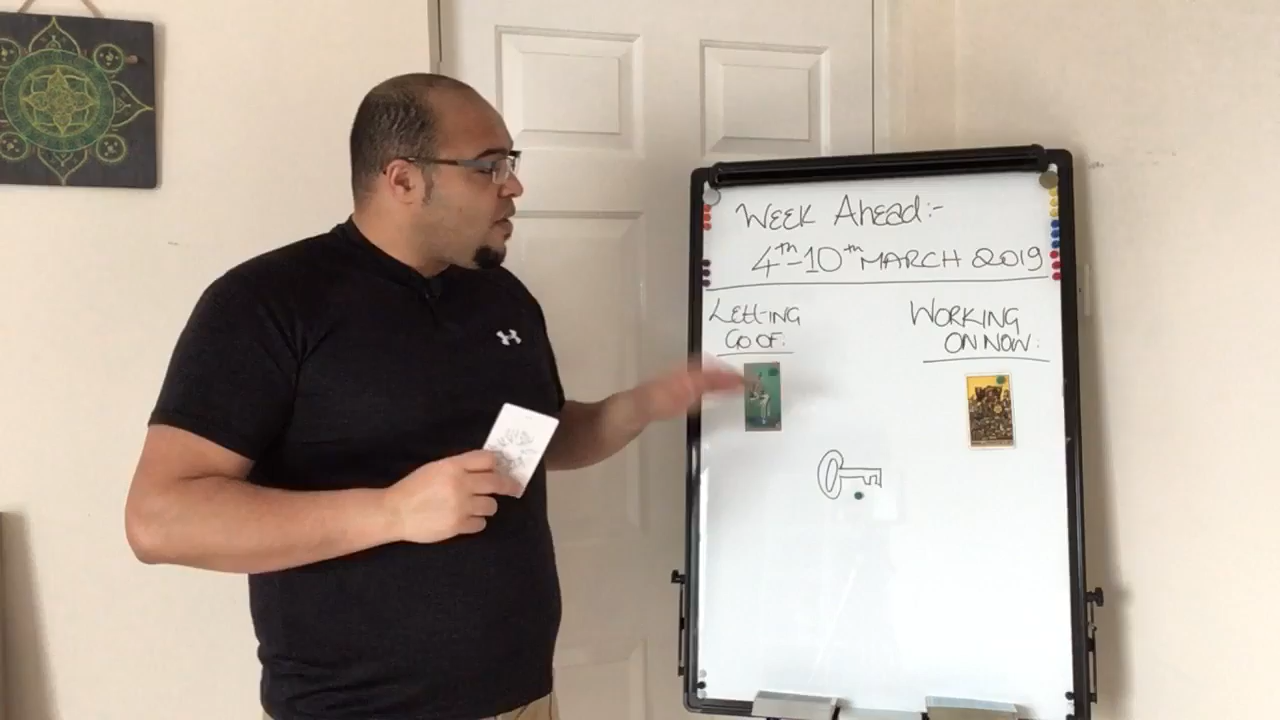 Week Ahead:-
4th-10th MARCH 2019
LETTING
GO OF:
WORKING
ON NOW: